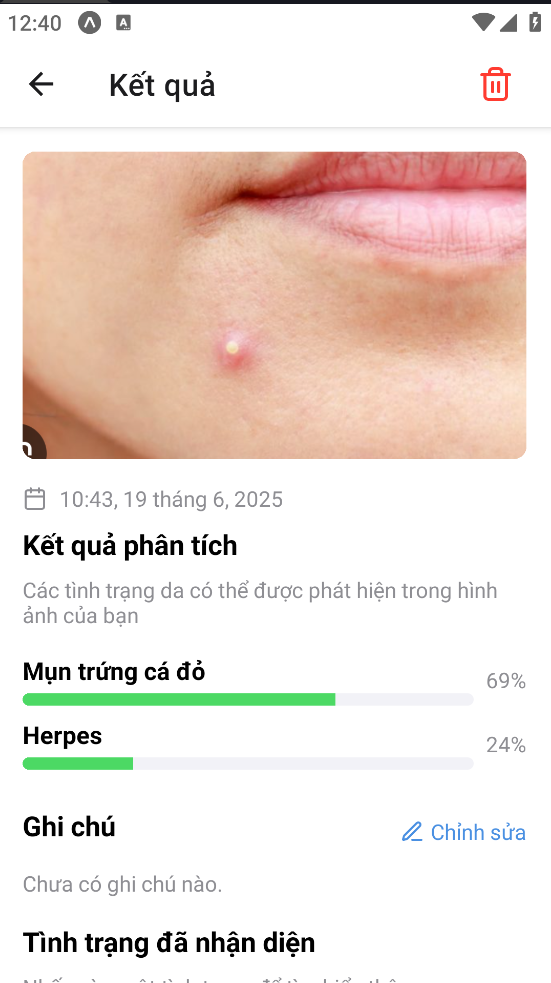 12:40
Kết quả
10:43, 19 tháng 6, 2025
Kết quả phân tích
Các tình trạng da có thể được phát hiện trong hình
ảnh của bạn
Mụn trứng cá đỏ
69%
Herpes
24%
Ghi chú
Chỉnh sửa
Chưa có ghi chú nào.
Tình trạng đã nhận diện